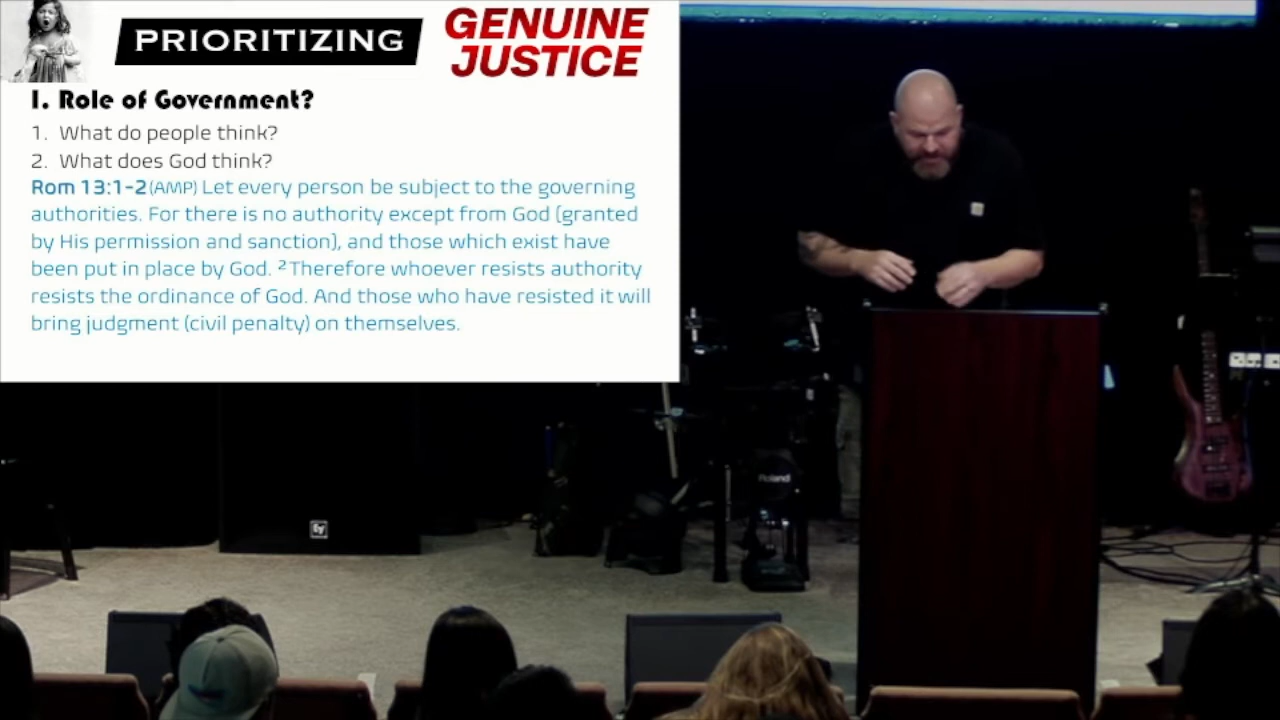 PRIORITIZING
GENUINE
JUSTICE
I. Role of Government?
1. What do people think?
2. What does God think?
Rom 13:1-2(AMP) Let every person be subject to the governing
authorities. For there is no authority except from God [granted
by His permission and sanction], and those which exist have
been put in place by God. ² Therefore whoever resists authority
resists the ordinance of God. And those who have resisted it will
bring judgment (civil penalty) on themselves.
Roland
EV